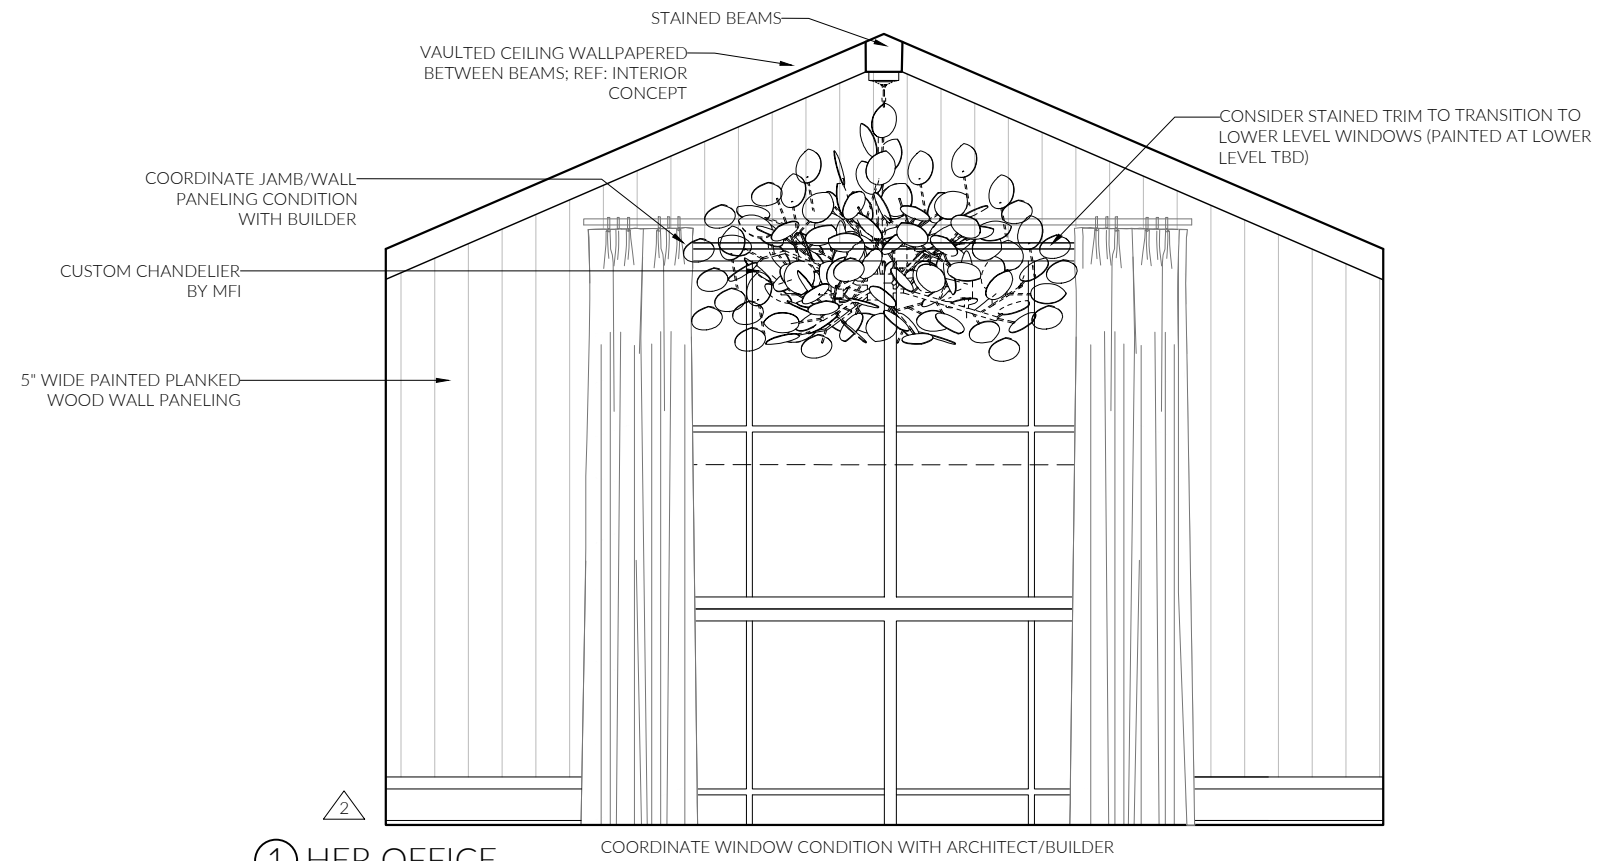 STAINED BEAMS
VAULTED CEILING WALLPAPERED
BETWEEN BEAMS; REF: INTERIOR
CONCEPT
CONSIDER STAINED TRIM TO TRANSITION TO
LOWER LEVEL WINDOWS (PAINTED AT LOWER
LEVEL TBD)
COORDINATE JAMB/WALL
PANELING CONDITION
WITH BUILDER
CUSTOM CHANDELIER
BY MFI
5" WIDE PAINTED PLANKED
WOOD WALL PANELING
2
1 HER OFFICE
COORDINATE WINDOW CONDITION WITH ARCHITECT/BUILDER